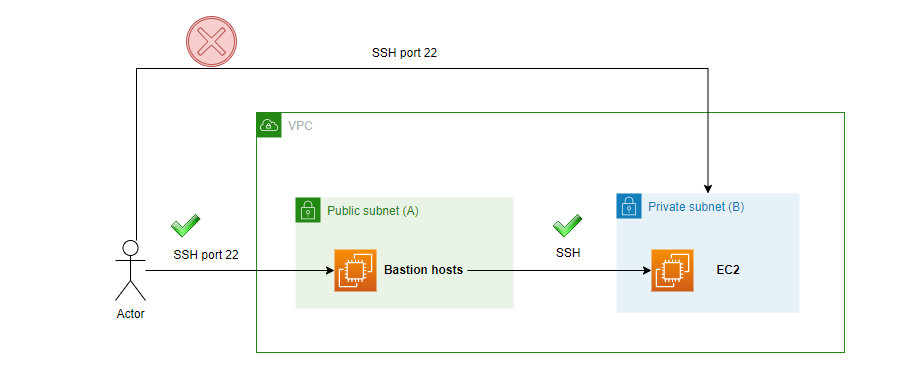 SSH port 22
VPC
Public subnet (A)
Private subnet (B)
SSH port 22
SSH
Bastion hosts
EC2
Actor